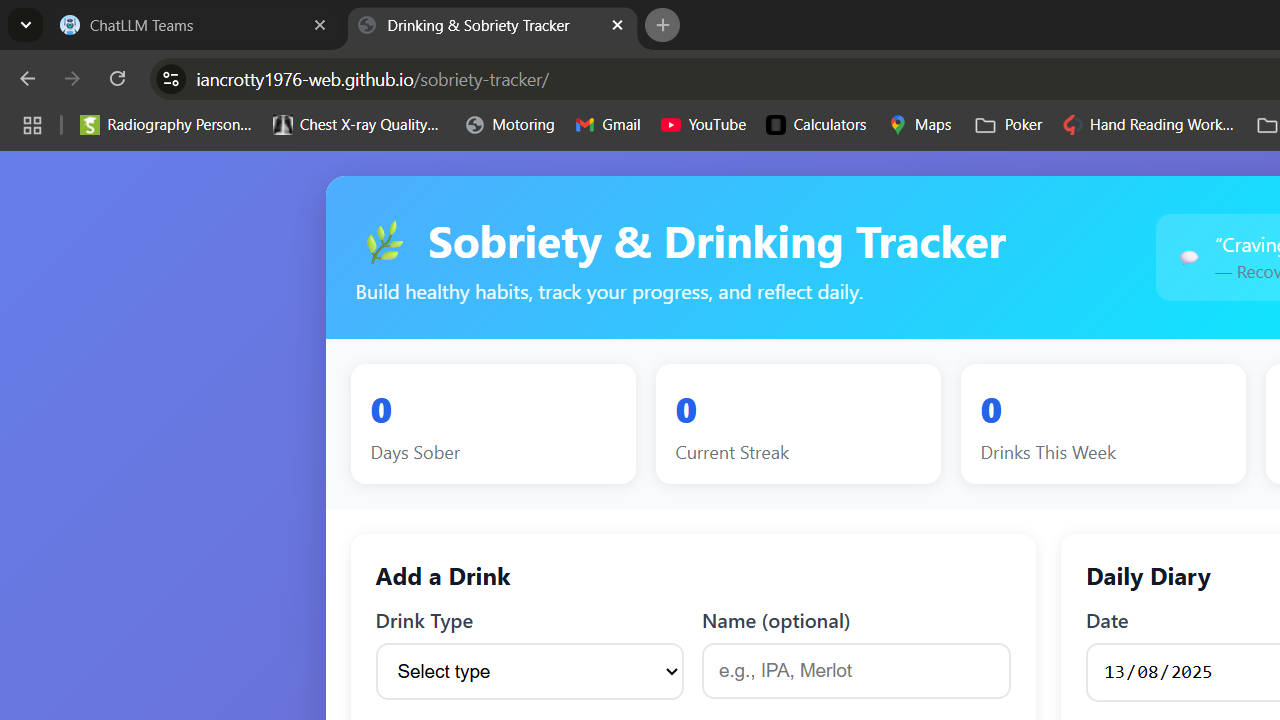 ChatLLM Teams
Drinking & Sobriety Tracker
iancrotty1976-web.github.io/sobriety-tracker/
Radiography Person...
Chest X-ray Quality...
Motoring
Gmail
YouTube
Calculators
Maps
Poker
Hand Reading Work...
Sobriety & Drinking Tracker
Build healthy habits, track your progress, and reflect daily.
0
Days Sober
0
Current Streak
0
Drinks This Week
Add a Drink
Drink Type
Name (optional)
Select type
e.g., IPA, Merlot
Daily Diary
Date
13/08/2025